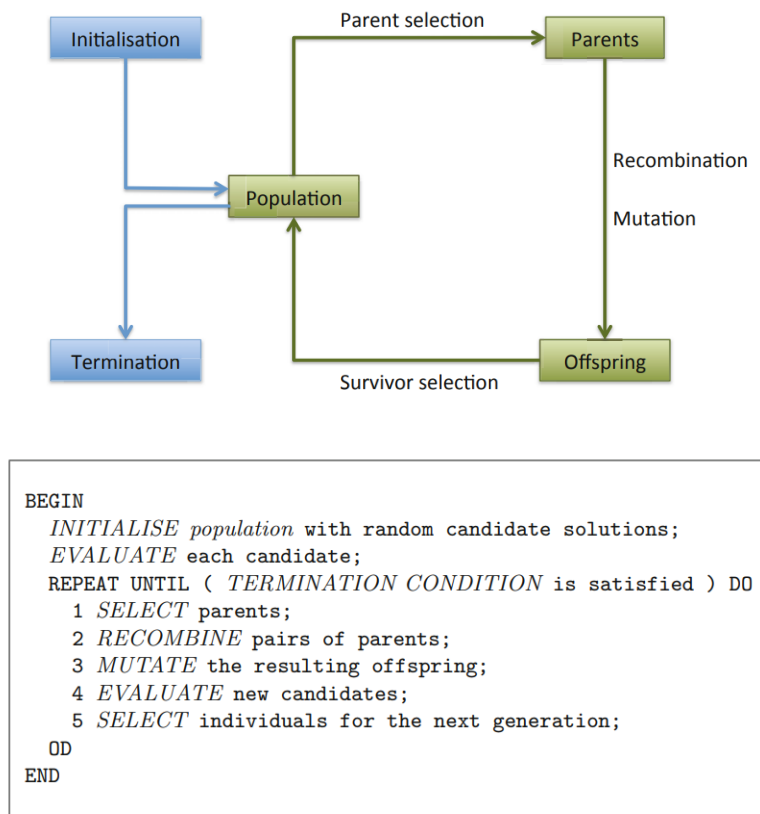 Parent selection
Initialisation
Parents
Recombination
Population
Mutation
Termination
Offspring
Survivor selection
BEGIN
INITIALISE population with random candidate solutions;
EVALUATE each candidate;
REPEAT UNTIL ( TERMINATION CONDITION is satisfied ) DO
1 SELECT parents;
2 RECOMBINE pairs of parents;
3 MUTATE the resulting offspring;
4 EVALUATE new candidates;
5 SELECT individuals for the next generation;
OD
END